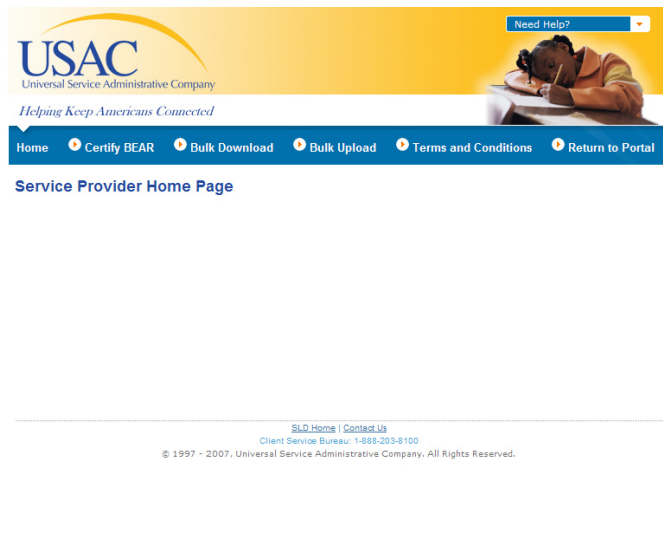 Need Help?
USAC
Universal Service Administrative Company
Helping Keep Americans Connected
Home Certify BEAR Bulk Download Bulk Upload Terms and Conditions Return to Portal
Service Provider Home Page
SLD Home | Contact Us
Client Service Bureau: 1-888-203-8100
© 1997 - 2007, Universal Service Administrative Company, All Rights Reserved.